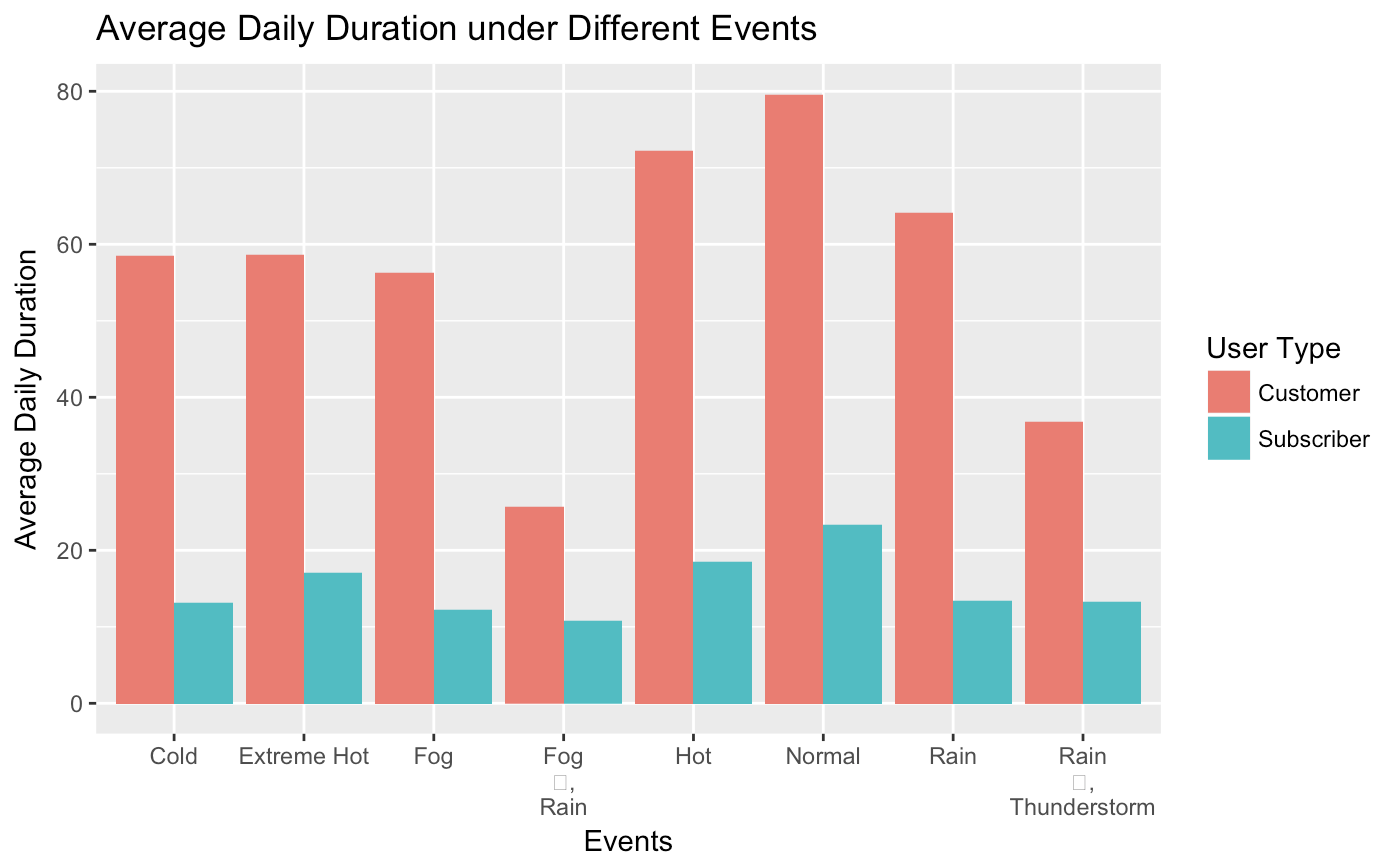 Average Daily Duration under Different Events
Average Daily Duration
80
60
40
20
0
Cold
Extreme Hot
Fog
Fog
□,
Rain
Hot
Normal
Rain
Rain
□,
Thunderstorm
Events
User Type
Customer
Subscriber